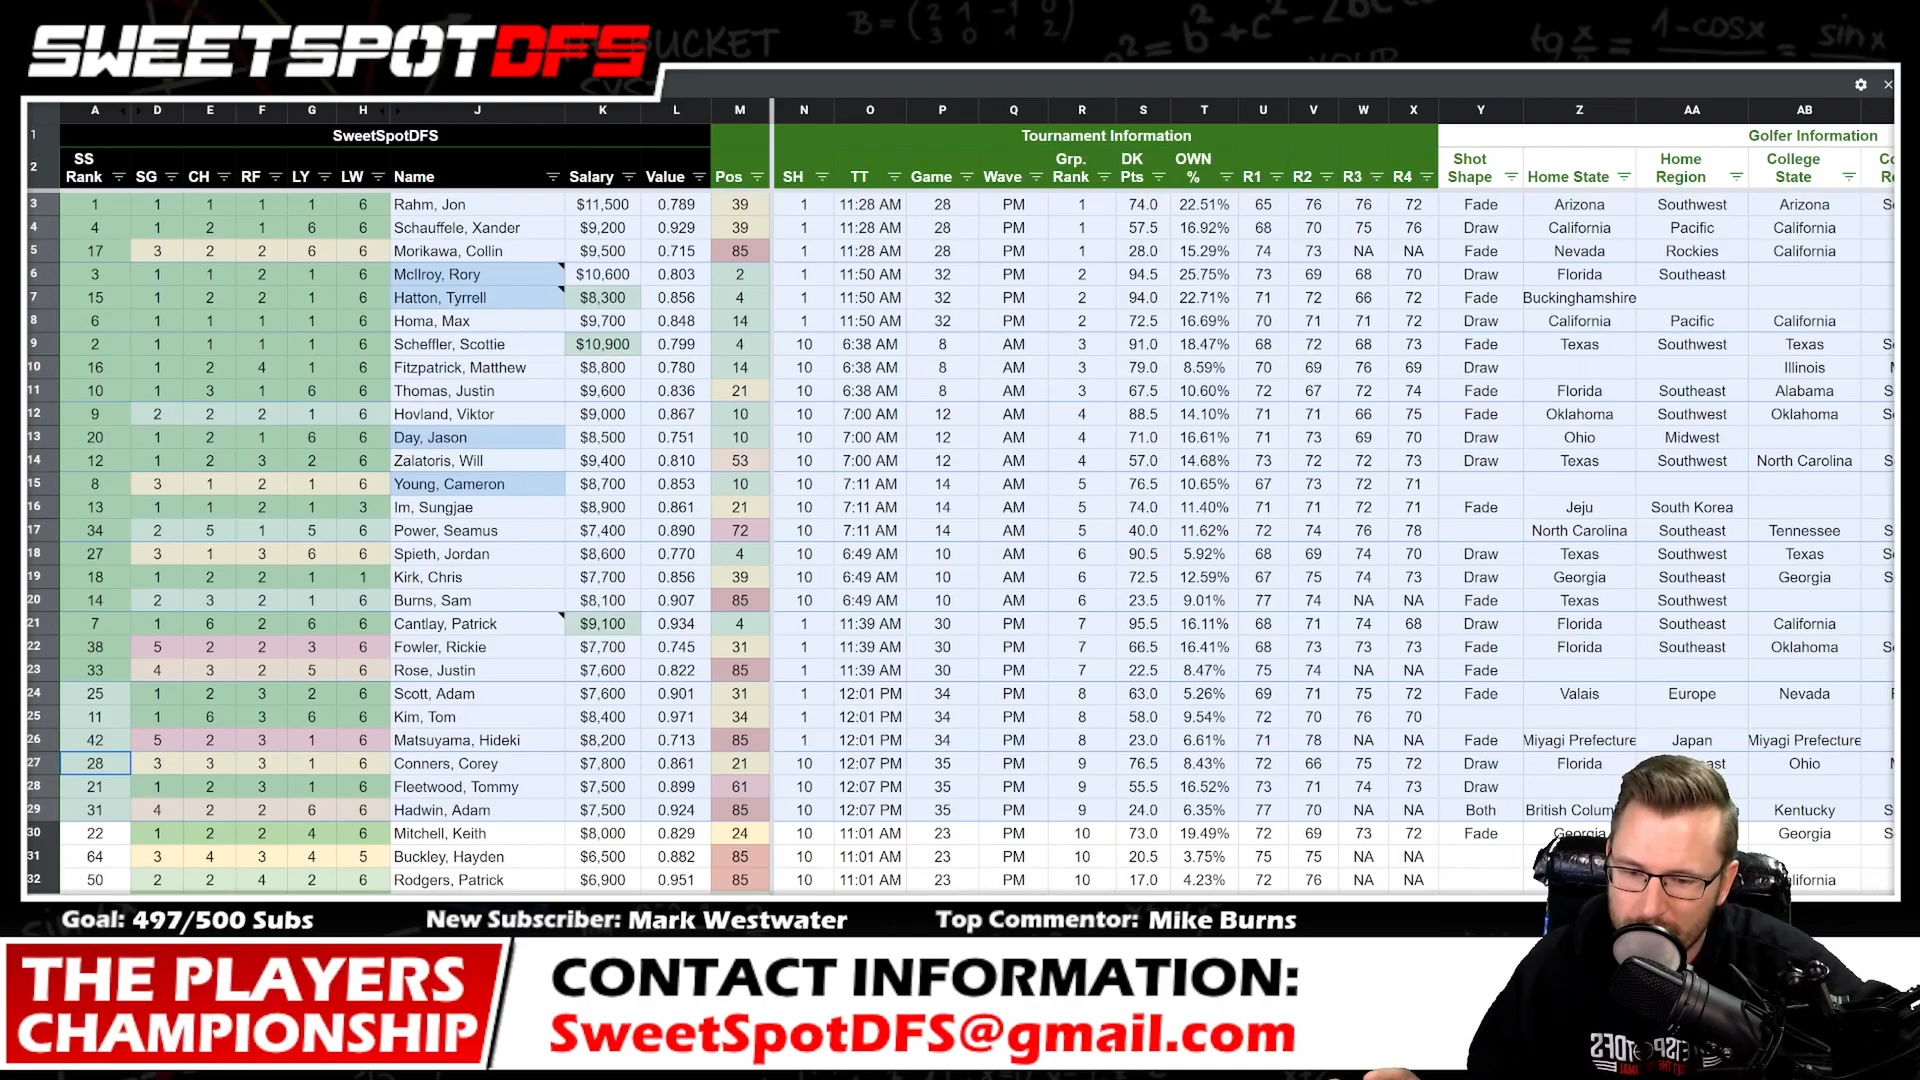 SWEETSPOTDFS
BUCKET
A D E F G H J K L M N O P Q R S T U V W X Y Z AA AB
1 SweetSpotDFS Tournament Information Golfer Information
2 SS Rank SG CH RF LY LW Name Salary Value Pos SH TT Game Wave Grp. Rank DK Pts OWN % R1 R2 R3 R4 Shot Shape Home State Home Region College State
3 1 1 1 1 1 6 Rahm, Jon $11,500 0.789 39 1 11:28 AM 28 PM 1 74.0 22.51% 65 76 76 72 Fade Arizona Southwest Arizona
4 4 1 2 1 6 6 Schauffele, Xander $9,200 0.929 39 1 11:28 AM 28 PM 1 57.5 16.92% 68 70 75 76 Draw California Pacific California
5 17 3 2 2 6 6 Morikawa, Collin $9,500 0.715 85 1 11:28 AM 28 PM 1 28.0 15.29% 74 73 NA NA Fade Nevada Rockies California
6 3 1 1 2 1 6 McIlroy, Rory $10,600 0.803 2 1 11:50 AM 32 PM 2 94.5 25.75% 73 69 68 70 Draw Florida Southeast
7 15 1 2 2 1 6 Hatton, Tyrrell $8,300 0.856 4 1 11:50 AM 32 PM 2 94.0 22.71% 71 72 66 72 Fade Buckinghamshire
8 6 1 1 1 1 6 Homa, Max $9,700 0.848 14 1 11:50 AM 32 PM 2 72.5 16.69% 70 71 71 72 Draw California Pacific California
9 2 1 1 1 1 6 Scheffler, Scottie $10,900 0.799 4 10 6:38 AM 8 AM 3 91.0 18.47% 68 72 68 73 Fade Texas Southwest Texas
10 16 1 2 4 1 6 Fitzpatrick, Matthew $8,800 0.780 14 10 6:38 AM 8 AM 3 79.0 8.59% 70 69 76 69 Draw Illinois
11 10 1 3 1 6 6 Thomas, Justin $9,600 0.836 21 10 6:38 AM 8 AM 3 67.5 10.60% 72 67 72 74 Fade Florida Southeast Alabama
12 9 2 2 2 1 6 Hovland, Viktor $9,000 0.867 10 10 7:00 AM 12 AM 4 88.5 14.10% 71 71 66 75 Fade Oklahoma Southwest Oklahoma
13 20 1 2 1 6 6 Day, Jason $8,500 0.751 10 10 7:00 AM 12 AM 4 71.0 16.61% 71 73 69 70 Draw Ohio Midwest
14 12 1 2 3 2 6 Zalatoris, Will $9,400 0.810 53 10 7:00 AM 12 AM 4 57.0 14.68% 73 72 72 73 Draw Texas Southwest North Carolina
15 8 3 1 2 1 6 Young, Cameron $8,700 0.853 10 10 7:11 AM 14 AM 5 76.5 10.65% 67 73 72 71
16 13 1 1 2 1 3 Im, Sungjae $8,900 0.861 21 10 7:11 AM 14 AM 5 74.0 11.40% 71 71 72 71 Fade Jeju South Korea
17 34 2 5 1 5 6 Power, Seamus $7,400 0.890 72 10 7:11 AM 14 AM 5 40.0 11.62% 72 74 76 78 North Carolina Southeast Tennessee
18 27 3 1 3 6 6 Spieth, Jordan $8,600 0.770 4 10 6:49 AM 10 AM 6 90.5 5.92% 68 69 74 70 Draw Texas Southwest Texas
19 18 1 2 2 1 1 Kirk, Chris $7,700 0.856 39 10 6:49 AM 10 AM 6 72.5 12.59% 67 75 74 73 Draw Georgia Southeast Georgia
20 14 2 3 2 1 6 Burns, Sam $8,100 0.907 85 10 6:49 AM 10 AM 6 23.5 9.01% 77 74 NA NA Fade Texas Southwest
21 7 1 6 2 6 6 Cantlay, Patrick $9,100 0.934 4 1 11:39 AM 30 PM 7 95.5 16.11% 68 71 74 68 Draw Florida Southeast California
22 38 5 2 2 3 6 Fowler, Rickie $7,700 0.745 31 1 11:39 AM 30 PM 7 66.5 16.41% 68 73 73 73 Fade Florida Southeast Oklahoma
23 33 4 3 2 5 6 Rose, Justin $7,600 0.822 85 1 11:39 AM 30 PM 7 22.5 8.47% 75 74 NA NA Fade
24 25 1 2 3 2 6 Scott, Adam $7,600 0.901 31 1 12:01 PM 34 PM 8 63.0 5.26% 69 71 75 72 Fade Valais Europe Nevada
25 11 1 6 3 6 6 Kim, Tom $8,400 0.971 34 1 12:01 PM 34 PM 8 58.0 9.54% 72 70 76 70
26 42 5 2 3 1 6 Matsuyama, Hideki $8,200 0.713 85 1 12:01 PM 34 PM 8 23.0 6.61% 71 78 NA NA Fade Miyagi Prefecture Japan Miyagi Prefecture
27 28 3 3 3 1 6 Conners, Corey $7,800 0.861 21 10 12:07 PM 35 PM 9 76.5 8.43% 72 66 75 72 Draw Florida Ohio
28 21 1 2 3 1 6 Fleetwood, Tommy $7,500 0.899 61 10 12:07 PM 35 PM 9 55.5 16.52% 73 71 74 73 Draw
29 31 4 2 2 6 6 Hadwin, Adam $7,500 0.924 85 10 12:07 PM 35 PM 9 24.0 6.35% 77 70 NA NA Both British Colum Kentucky
30 22 1 2 2 4 6 Mitchell, Keith $8,000 0.829 24 10 11:01 AM 23 PM 10 73.0 19.49% 72 69 73 72 Fade Georgia Georgia
31 64 3 4 3 4 5 Buckley, Hayden $6,500 0.882 85 10 11:01 AM 23 PM 10 20.5 3.75% 75 75 NA NA
32 50 2 2 4 2 6 Rodgers, Patrick $6,900 0.951 85 10 11:01 AM 23 PM 10 17.0 4.23% 72 76 NA NA lifornia
Goal: 497/500 Subs New Subscriber: Mark Westwater Top Commentor: Mike Burns
THE PLAYERS CHAMPIONSHIP
CONTACT INFORMATION:
SweetSpotDFS@gmail.com